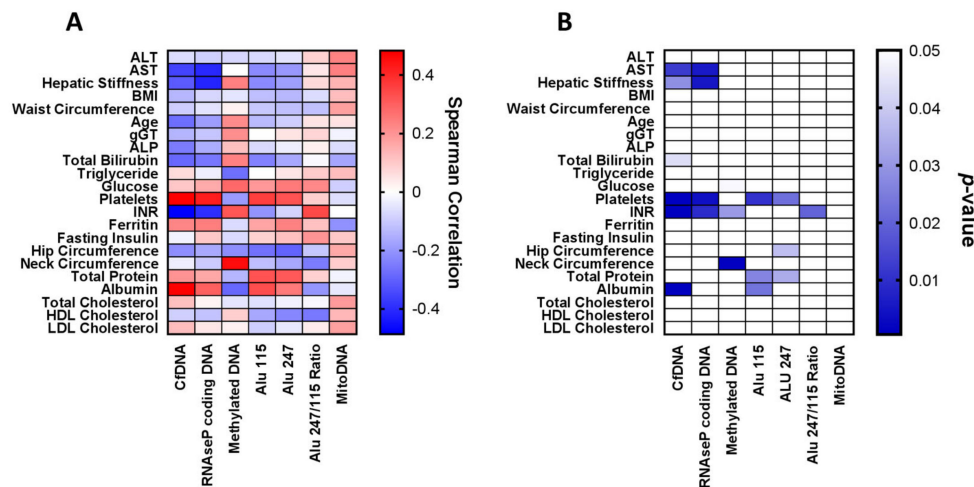 A
ALT
AST
Hepatic Stiffness
BMI
Waist Circumference
Age
gGT
ALP
Total Bilirubin
Triglyceride
Glucose
Platelets
INR
Ferritin
Fasting Insulin
Hip Circumference
Neck Circumference
Total Protein
Albumin
Total Cholesterol
HDL Cholesterol
LDL Cholesterol
CfDNA
RNAseP coding DNA
Methylated DNA
Alu 115
Alu 247
Alu 247/115 Ratio
MitoDNA
0.4
0.2
0
-0.2
-0.4
Spearman Correlation
B
ALT
AST
Hepatic Stiffness
BMI
Waist Circumference
Age
gGT
ALP
Total Bilirubin
Triglyceride
Glucose
Platelets
INR
Ferritin
Fasting Insulin
Hip Circumference
Neck Circumference
Total Protein
Albumin
Total Cholesterol
HDL Cholesterol
LDL Cholesterol
CfDNA
RNAseP coding DNA
Methylated DNA
Alu 115
ALU 247
Alu 247/115 Ratio
MitoDNA
0.05
0.04
0.03
0.02
0.01
p-value